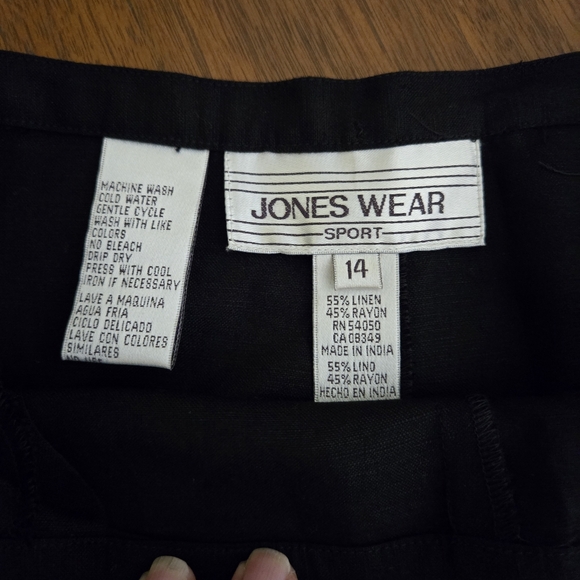 MACHINE WASH
COLD WATER
GENTLE CYCLE
WASH WITH LIKE
COLORS
NO BLEACH
DRIP DRY
PRESS WITH COOL
IRON IF NECESSARY
LAVE A MAQUINA
AGUA FRIA
CICLO DELICADO
LAVE CON COLORES
SIMILARES
JONES WEAR
SPORT
14
55% LINEN
45% RAYON
RN 54050
CA 08349
MADE IN INDIA
55% LINO
45% RAYON
HECHO EN INDIA